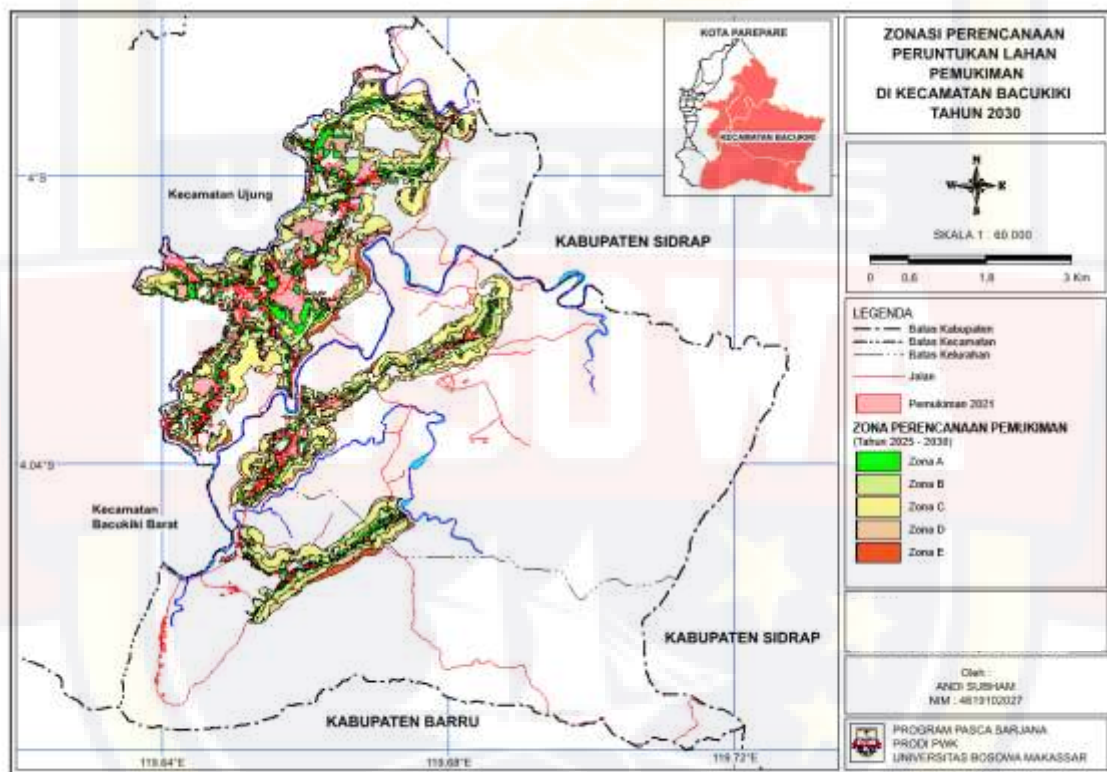 KOTA PAREPARE
KECAMATAN BACUKIKI
Kecamatan Ujung
4°S
KABUPATEN SIDRAP
4.04°S
Kecamatan
Bacukiki Barat
KABUPATEN SIDRAP
KABUPATEN BARRU
119.64°E
119.68°E
119.72°E
ZONASI PERENCANAAN
PERUNTUKAN LAHAN
PEMUKIMAN
DI KECAMATAN BACUKIKI
TAHUN 2030
N
W E
S
SKALA 1 : 60.000
0 0,6 1,8 3 Km
LEGENDA
Batas Kabupaten
Batas Kecamatan
Batas Kelurahan
Jalan
Pemukiman 2021
ZONA PERENCANAAN PEMUKIMAN
(Tahun 2025 - 2030)
Zona A
Zona B
Zona C
Zona D
Zona E
Oleh :
ANDI SUBHAM
NIM : 4619102027
PROGRAM PASCA SARJANA
PRODI PWK
UNIVERSITAS BOSOWA MAKASSAR
UNIVERSITAS
BOSOWA